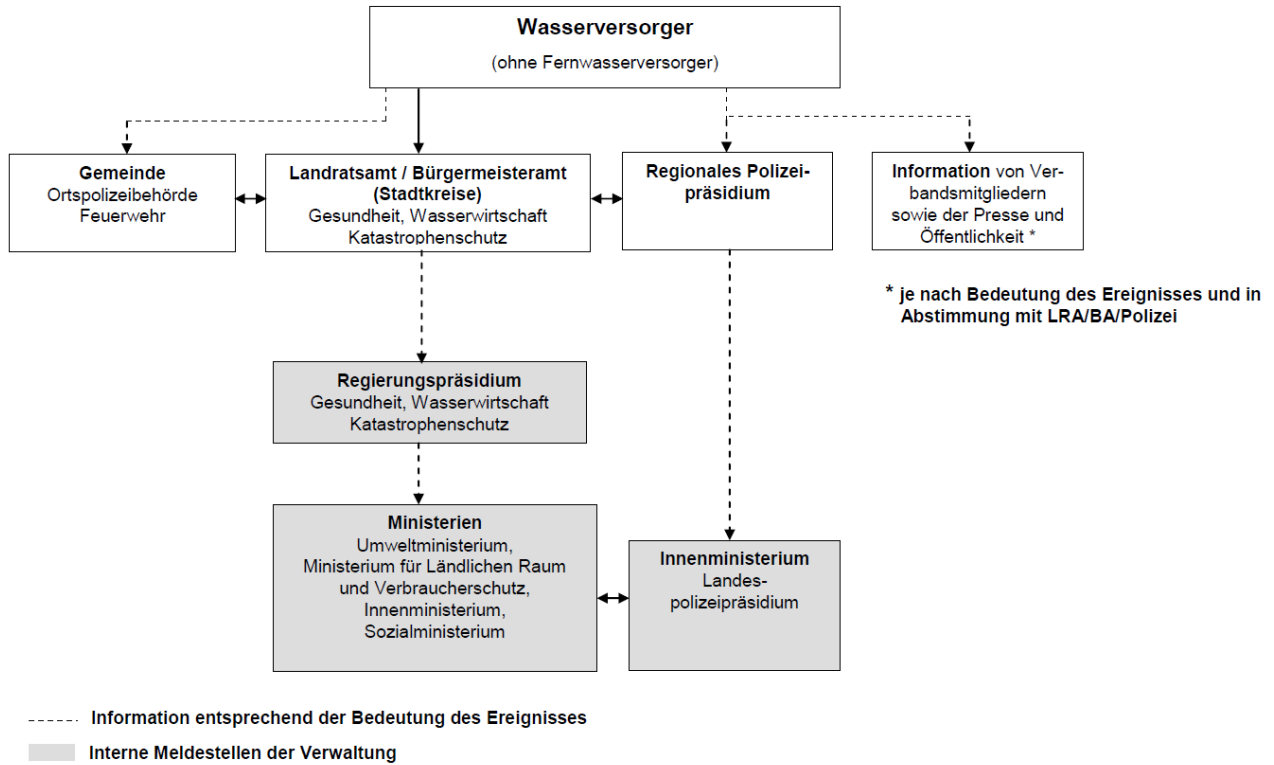 Wasserversorger
(ohne Fernwasserversorger)
Gemeinde
Ortspolizeibehörde
Feuerwehr
Landratsamt / Bürgermeisteramt
(Stadtkreise)
Gesundheit, Wasserwirtschaft
Katastrophenschutz
Regionales Polizei-
präsidium
Information von Ver-
bandsmitgliedern
sowie der Presse und
Öffentlichkeit *
* je nach Bedeutung des Ereignisses und in
Abstimmung mit LRA/BA/Polizei
Regierungspräsidium
Gesundheit, Wasserwirtschaft
Katastrophenschutz
Ministerien
Umweltministerium,
Ministerium für Ländlichen Raum
und Verbraucherschutz,
Innenministerium,
Sozialministerium
Innenministerium
Landes-
polizeipräsidium
Information entsprechend der Bedeutung des Ereignisses
Interne Meldestellen der Verwaltung